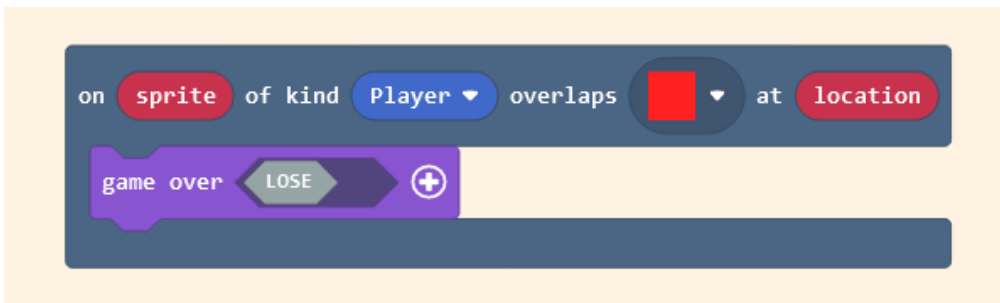 on sprite of kind Player overlaps at location
game over LOSE